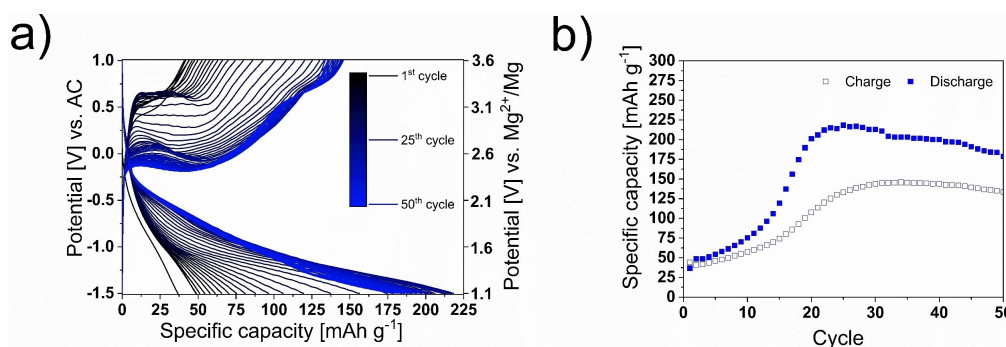 a)
Potential [V] vs. AC
1.0
0.5
0.0
-0.5
-1.0
-1.5
0 25 50 75 100 125 150 175 200 225
Specific capacity [mAh g⁻¹]
1st cycle
25th cycle
50th cycle
3.6
3.1
2.6
2.1
1.6
1.1
Potential [V] vs. Mg²⁺/Mg
b)
Specific capacity [mAh g⁻¹]
300
275
250
225
200
175
150
125
100
75
50
25
0
Charge Discharge
0 10 20 30 40 50
Cycle